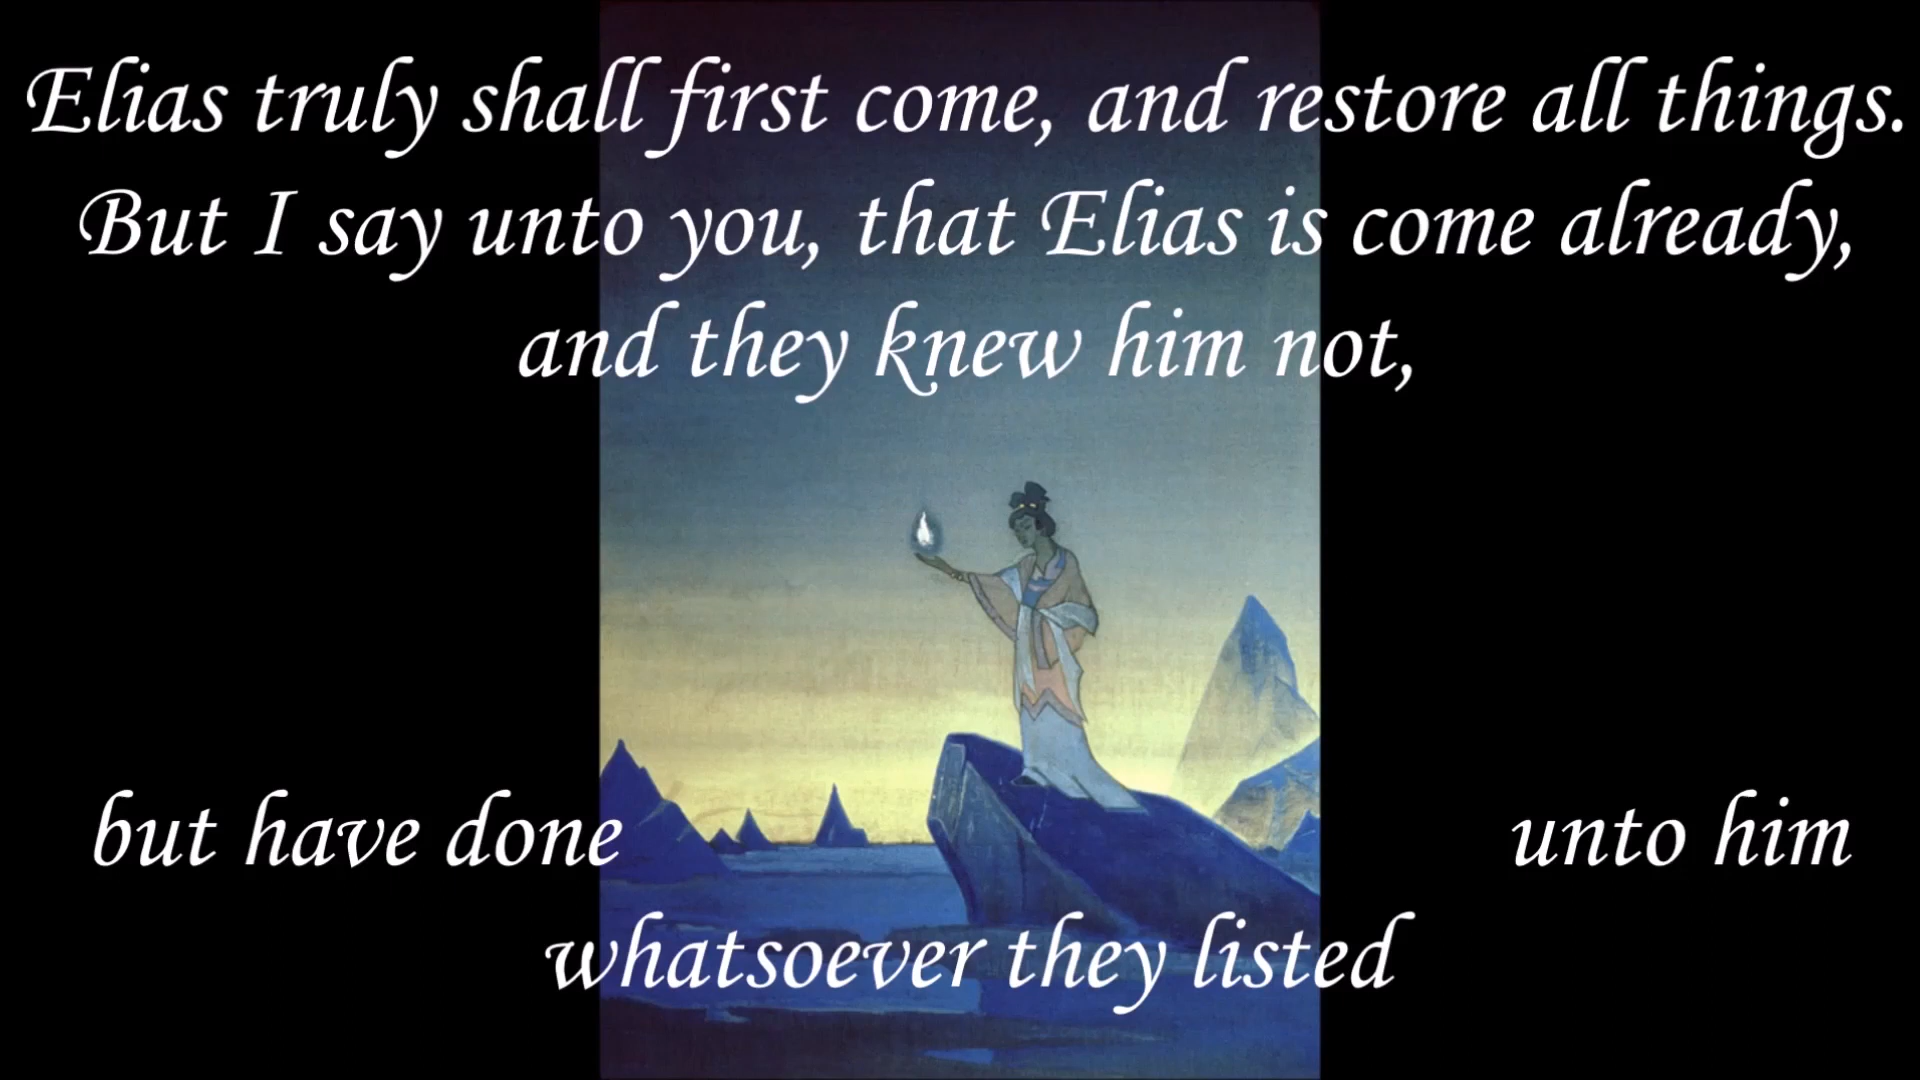 Elias truly shall first come, and restore all things.
But I say unto you, that Elias is come already,
and they knew him not,
but have done unto him
whatsoever they listed